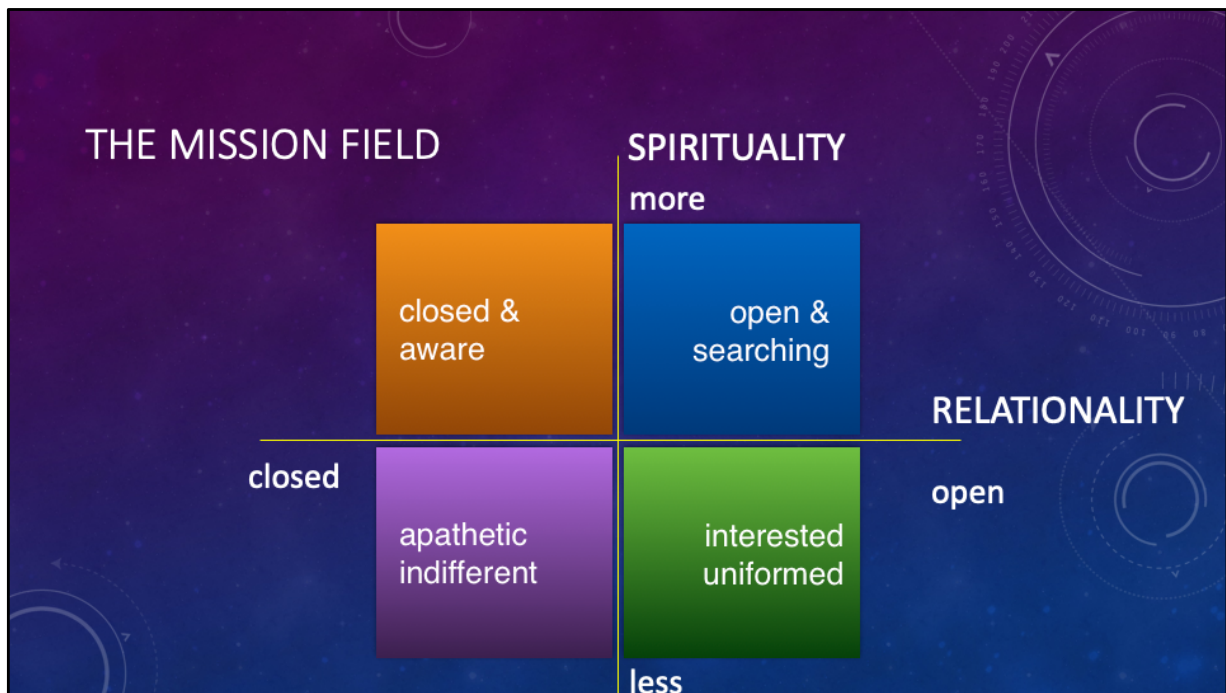 THE MISSION FIELD
SPIRITUALITY
more
closed &
aware
open &
searching
RELATIONALITY
closed
open
apathetic
indifferent
interested
uniformed
less